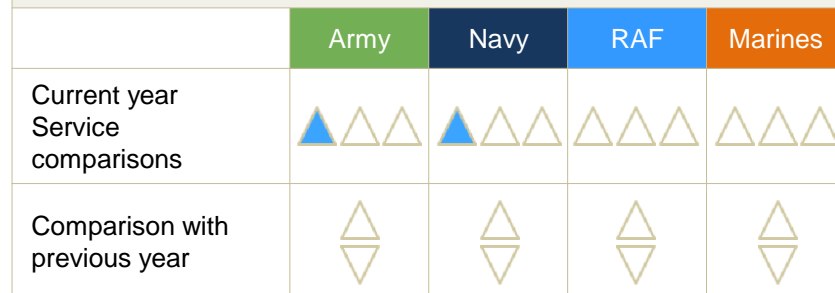 Army Navy RAF Marines
Current year
Service
comparisons
Comparison with
previous year